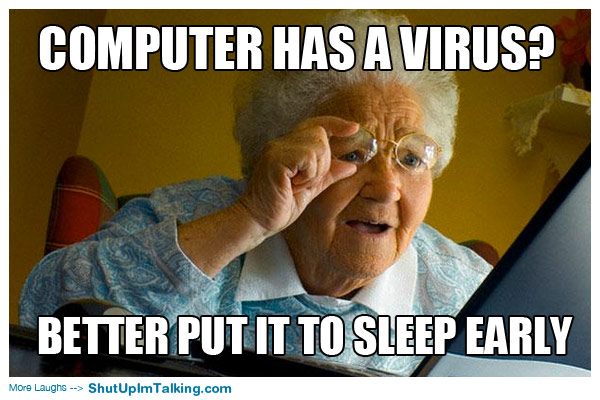 COMPUTER HAS A VIRUS?
BETTER PUT IT TO SLEEP EARLY
More Laughs --> ShutUpImTalking.com